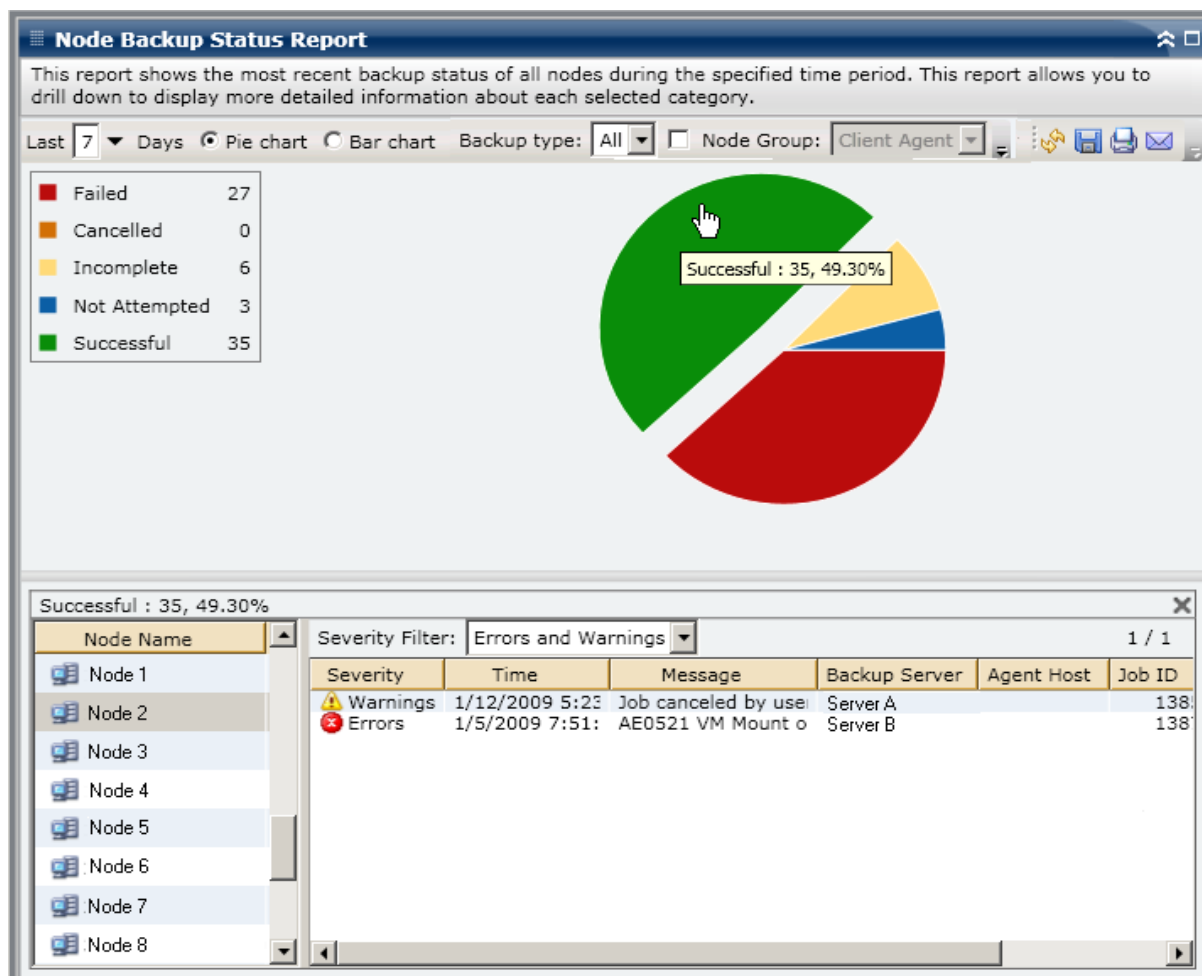 Node Backup Status Report
This report shows the most recent backup status of all nodes during the specified time period. This report allows you to
drill down to display more detailed information about each selected category.
Last 7 Days Pie chart Bar chart Backup type: All Node Group: Client Agent
Failed 27
Cancelled 0
Incomplete 6
Not Attempted 3
Successful 35
Successful : 35, 49.30%
Successful : 35, 49.30%
Node Name
Severity Filter: Errors and Warnings 1 / 1
Node 1
Node 2
Node 3
Node 4
Node 5
Node 6
Node 7
Node 8
Severity Time Message Backup Server Agent Host Job ID
Warnings 1/12/2009 5:23 Job canceled by Server A
Errors 1/5/2009 7:51: AE0521 VM Mount o Server B 138